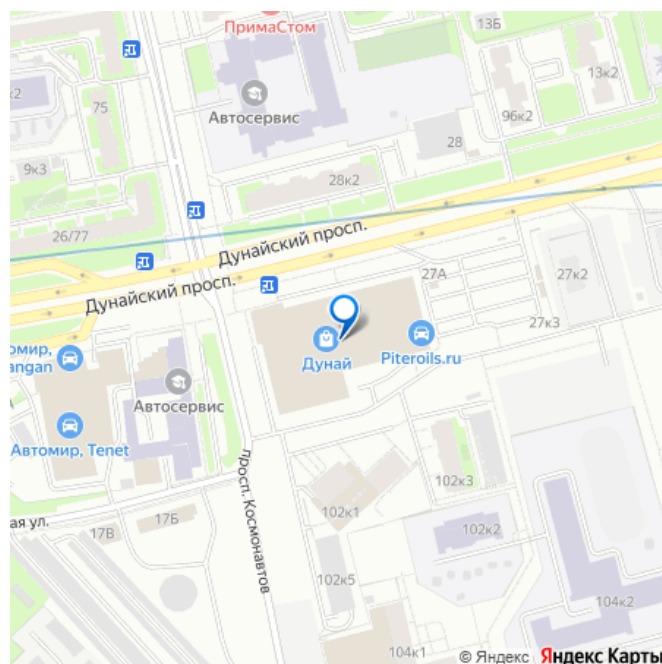 ПримаСтом
13Б
к2
75
Автосервис
13к2
96к2
28
9к3
28к2
26/77
Дунайский просп.
Дунайский просп.
27А
27к2
27к3
омир,
angan
Дунай
Piteroils.ru
Автосервис
Автомир, Tenet
просп. Космонавтов
102к3
102к1
ая ул.
17В
17Б
102к2
102к5
104к2
104к1
© Яндекс Яндекс Карты